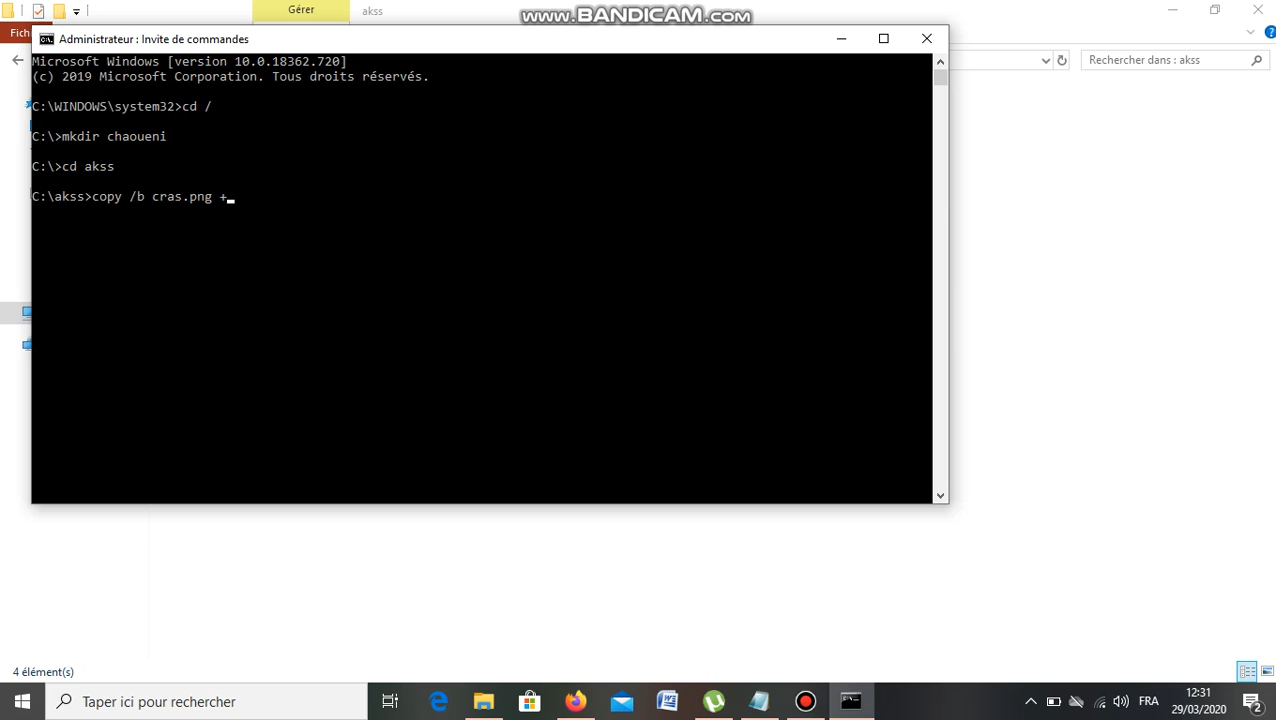 Gérer
akss
www.BANDICAM.com
Fich
Administrateur : Invite de commandes
Rechercher dans : akss
Microsoft Windows [version 10.0.18362.720]
(c) 2019 Microsoft Corporation. Tous droits réservés.
C:\WINDOWS\system32>cd /
C:\>mkdir chaoueni
C:\>cd akss
C:\akss>copy /b cras.png +
4 élément(s)
Taper ici pour rechercher
FRA
12:31
29/03/2020
2